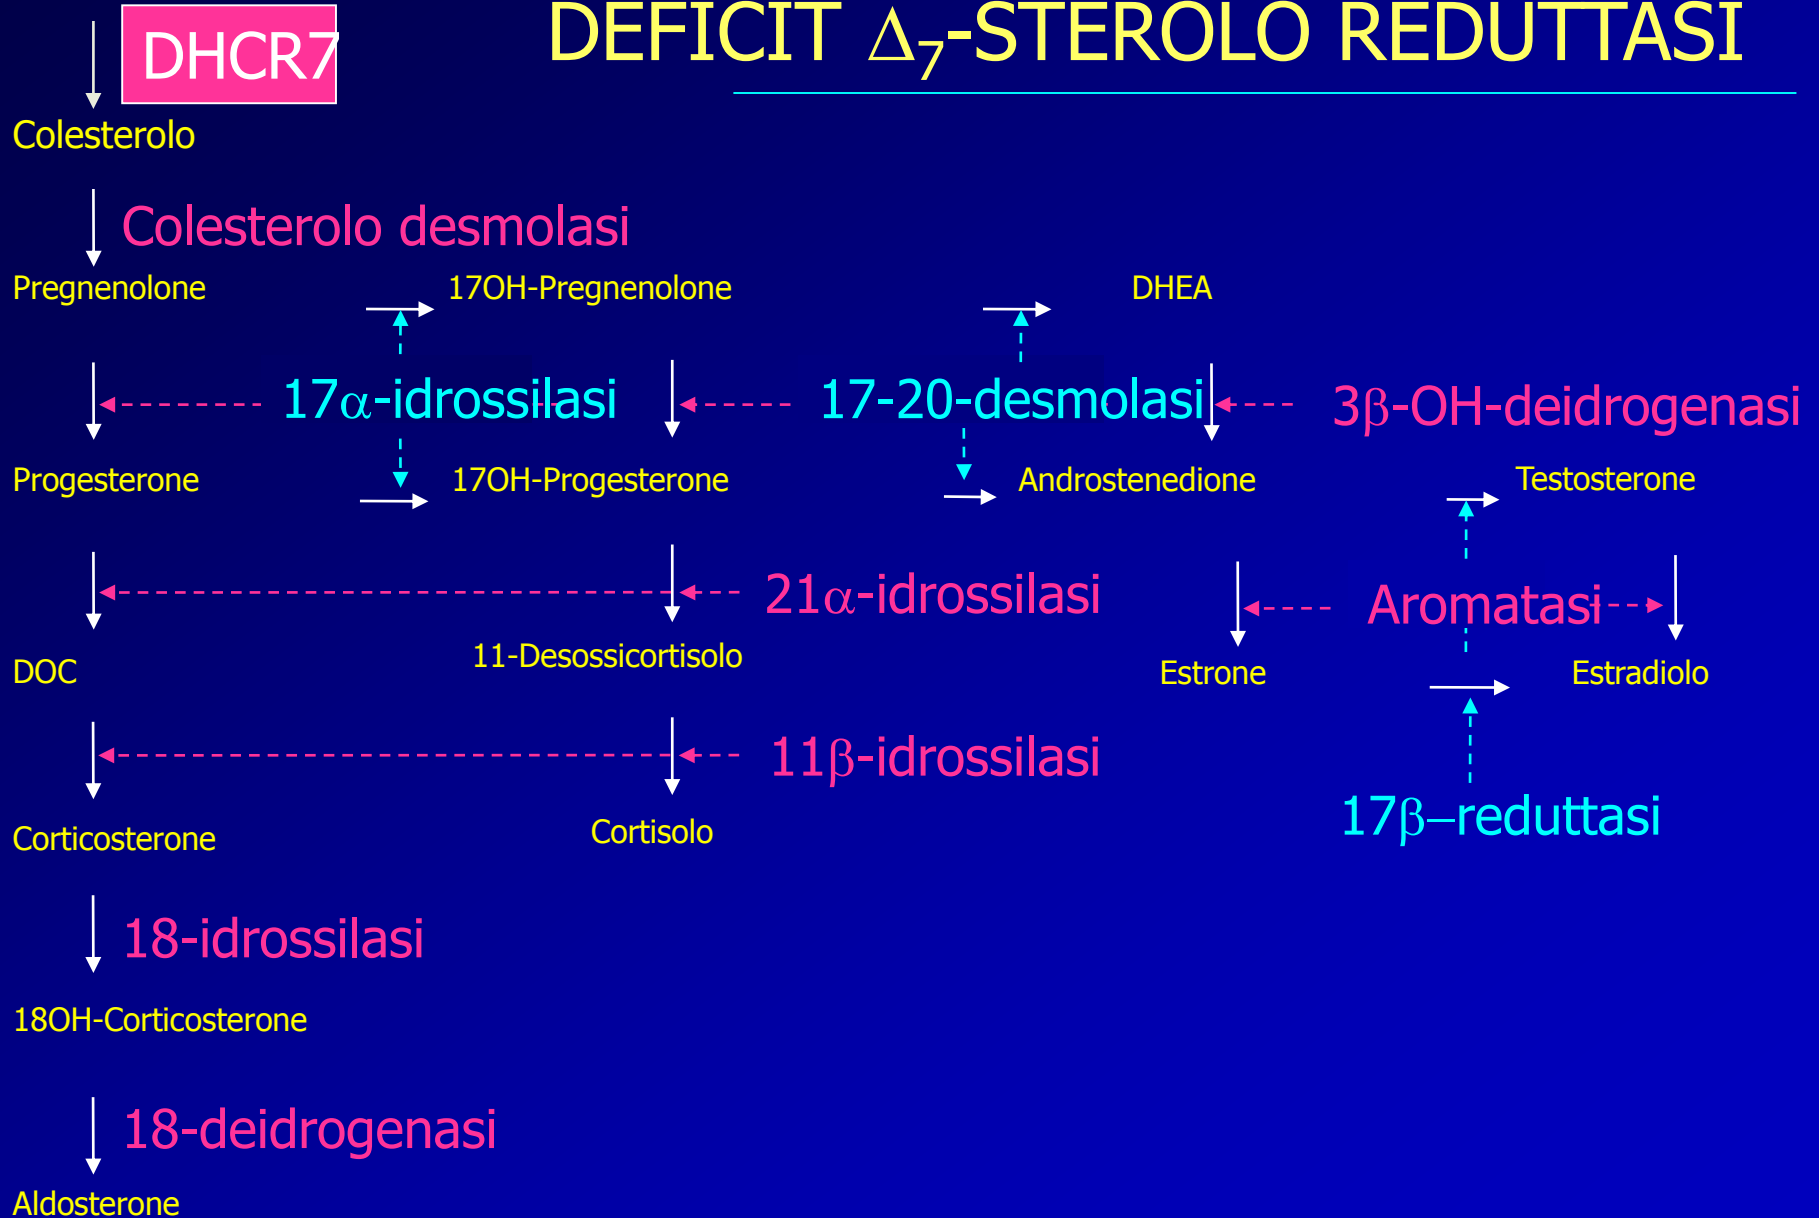 DEFICIT Δ7-STEROLO REDUTTASI
DHCR7
Colesterolo
Colesterolo desmolasi
Pregnenolone
17OH-Pregnenolone
DHEA
17α-idrossilasi
17-20-desmolasi
3β-OH-deidrogenasi
Progesterone
17OH-Progesterone
Androstenedione
Testosterone
21α-idrossilasi
Aromatasi
DOC
11-Desossicortisolo
Estrone
Estradiolo
11β-idrossilasi
17β–reduttasi
Corticosterone
Cortisolo
18-idrossilasi
18OH-Corticosterone
18-deidrogenasi
Aldosterone